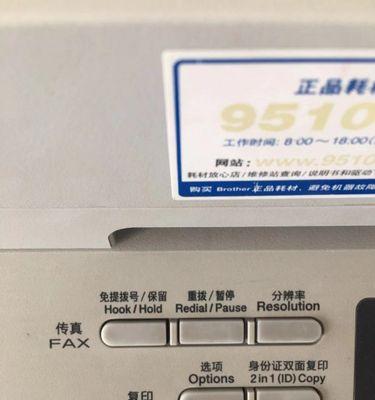 正品耗材
9510
工作时间: 8:00～18:00
网站: www.9510
耗材放心店/维修站查询/说明书和驱动
购买 Brother 正品耗材，避免机器故障
免提拨号/保留 重拨/暂停 分辨率
Hook/Hold Redial/Pause Resolution
传真
FAX
选项 身份证双面复印
Options 2 in 1 (ID) Copy
复印